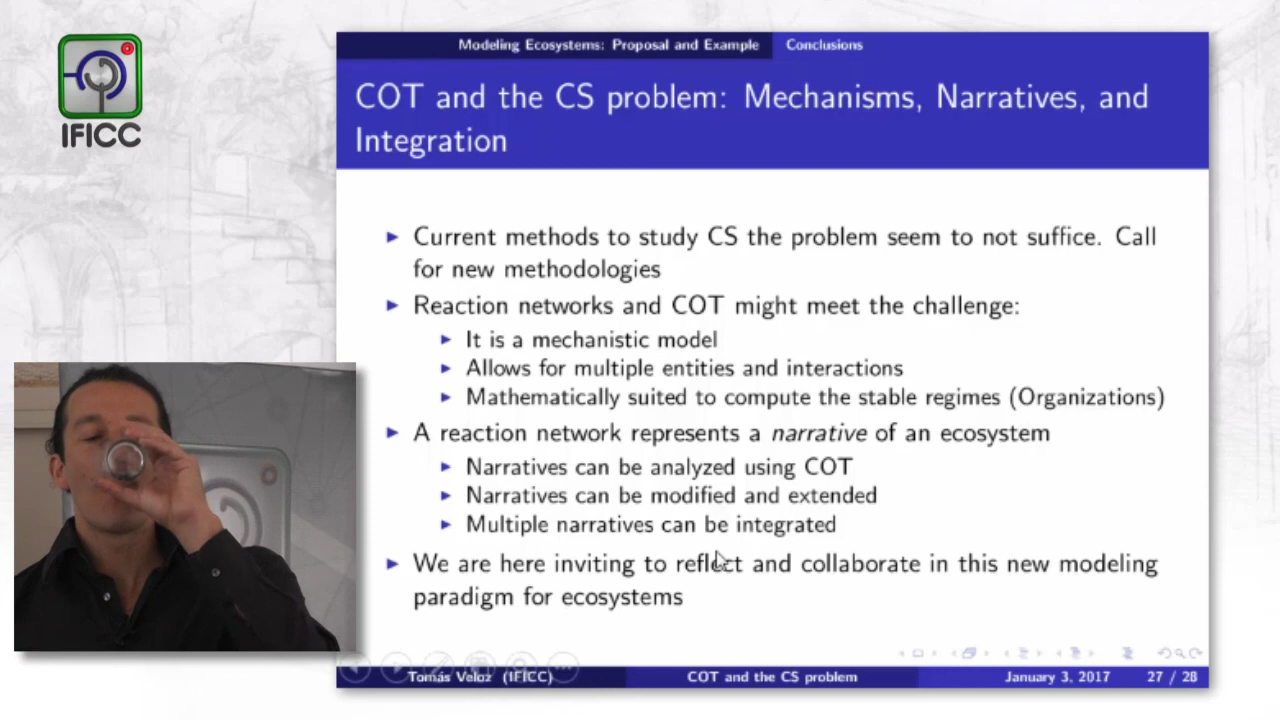 IFICC
Modeling Ecosystems: Proposal and Example Conclusions
COT and the CS problem: Mechanisms, Narratives, and
Integration
Current methods to study CS the problem seem to not suffice. Call
for new methodologies
Reaction networks and COT might meet the challenge:
It is a mechanistic model
Allows for multiple entities and interactions
Mathematically suited to compute the stable regimes (Organizations)
A reaction network represents a narrative of an ecosystem
Narratives can be analyzed using COT
Narratives can be modified and extended
Multiple narratives can be integrated
We are here inviting to reflect and collaborate in this new modeling
paradigm for ecosystems
Tomás Veloz (IFICC) COT and the CS problem January 3, 2017 27 / 28